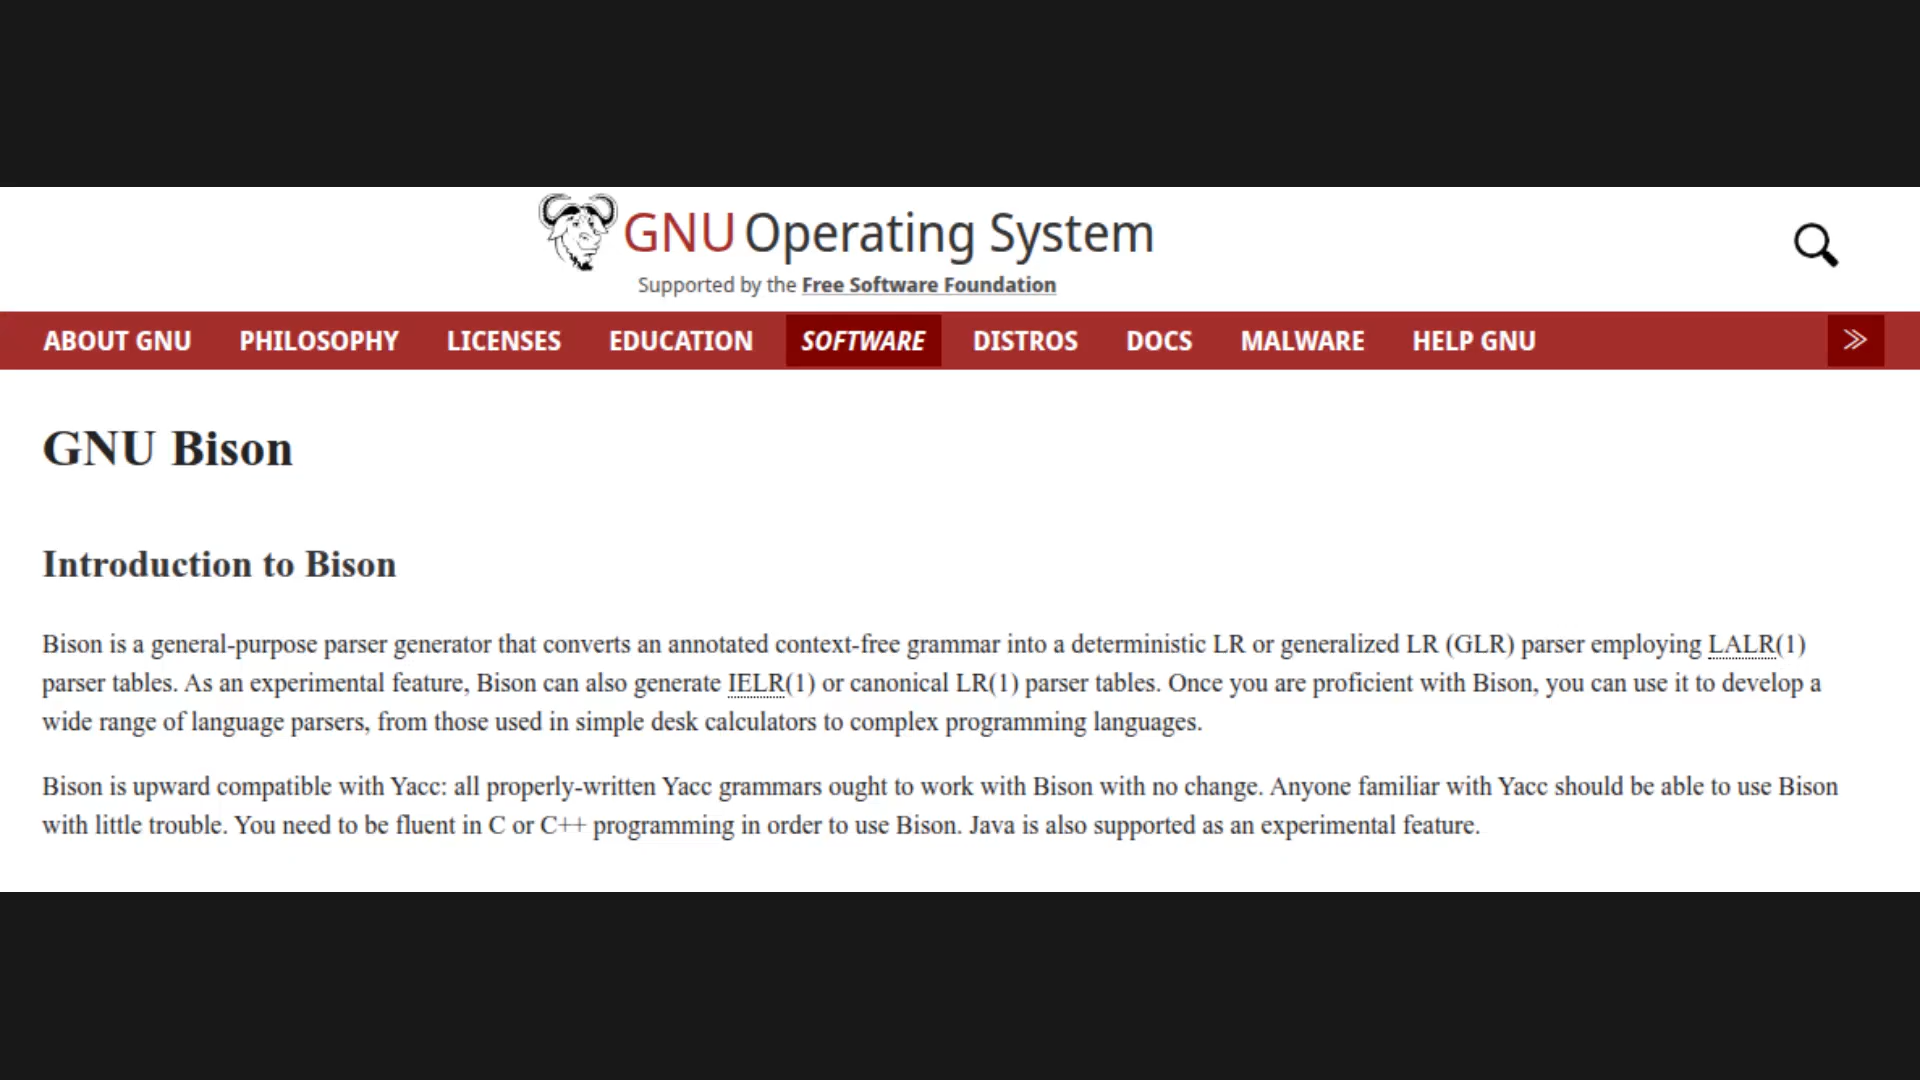 GNU Operating System
Supported by the Free Software Foundation
ABOUT GNU PHILOSOPHY LICENSES EDUCATION SOFTWARE DISTROS DOCS MALWARE HELP GNU
GNU Bison
Introduction to Bison
Bison is a general-purpose parser generator that converts an annotated context-free grammar into a deterministic LR or generalized LR (GLR) parser employing LALR(1)
parser tables. As an experimental feature, Bison can also generate IELR(1) or canonical LR(1) parser tables. Once you are proficient with Bison, you can use it to develop a
wide range of language parsers, from those used in simple desk calculators to complex programming languages.
Bison is upward compatible with Yacc: all properly-written Yacc grammars ought to work with Bison with no change. Anyone familiar with Yacc should be able to use Bison
with little trouble. You need to be fluent in C or C++ programming in order to use Bison. Java is also supported as an experimental feature.